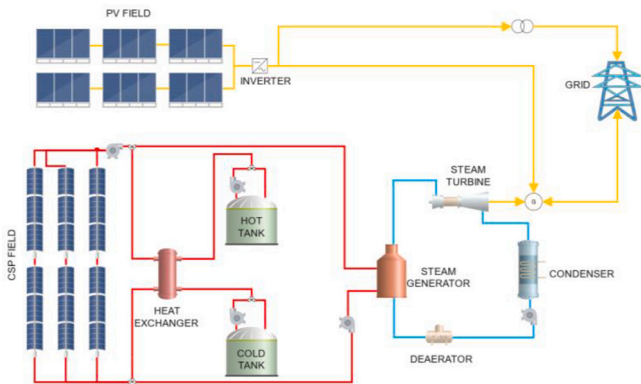 PV FIELD
INVERTER
GRID
STEAM
TURBINE
G
CSP FIELD
HOT
TANK
HEAT
EXCHANGER
COLD
TANK
STEAM
GENERATOR
CONDENSER
DEAERATOR